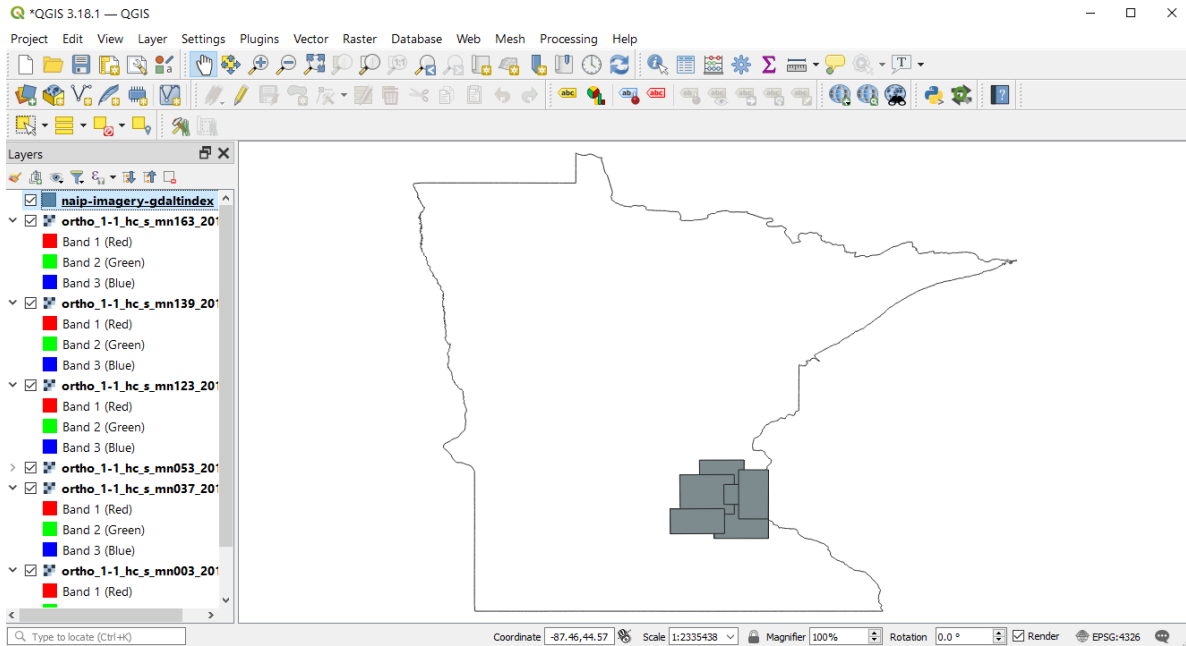 *QGIS 3.18.1 — QGIS
Project Edit View Layer Settings Plugins Vector Raster Database Web Mesh Processing Help
abc ab abc
Layers
naip-imagery-gdaltindex
ortho_1-1_hc_s_mn163_201
Band 1 (Red)
Band 2 (Green)
Band 3 (Blue)
ortho_1-1_hc_s_mn139_201
Band 1 (Red)
Band 2 (Green)
Band 3 (Blue)
ortho_1-1_hc_s_mn123_201
Band 1 (Red)
Band 2 (Green)
Band 3 (Blue)
ortho_1-1_hc_s_mn053_201
ortho_1-1_hc_s_mn037_201
Band 1 (Red)
Band 2 (Green)
Band 3 (Blue)
ortho_1-1_hc_s_mn003_201
Band 1 (Red)
Type to locate (Ctrl+K) Coordinate -87.46,44.57 Scale 1:2335438 Magnifier 100% Rotation 0.0 ° Render EPSG:4326